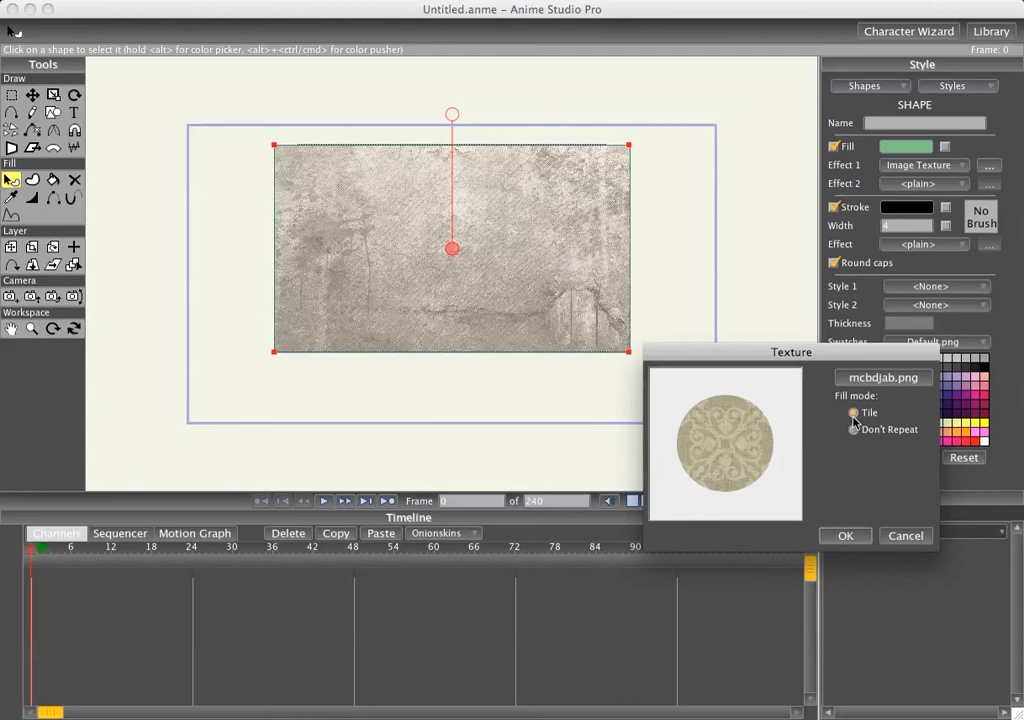 Untitled.anme - Anime Studio Pro
Character Wizard
Library
Click on a shape to select it (hold <alt> for color picker, <alt>+<ctrl/cmd> for color pusher)
Frame: 0
Tools
Draw
T
Fill
Layer
Camera
Workspace
Style
Shapes
Styles
SHAPE
Name
Fill
Effect 1
Image Texture
...
Effect 2
<plain>
...
Stroke
No
Brush
Width
4
Effect
<plain>
...
Round caps
Style 1
<None>
Style 2
<None>
Thickness
Swatches
Default.png
Reset
Texture
mcbdjab.png
Fill mode:
Tile
Don't Repeat
OK
Cancel
Frame
0
of
240
Timeline
Channels
Sequencer
Motion Graph
Delete
Copy
Paste
Onionskins
6 12 18 24 30 36 42 48 54 60 66 72 78 84 90